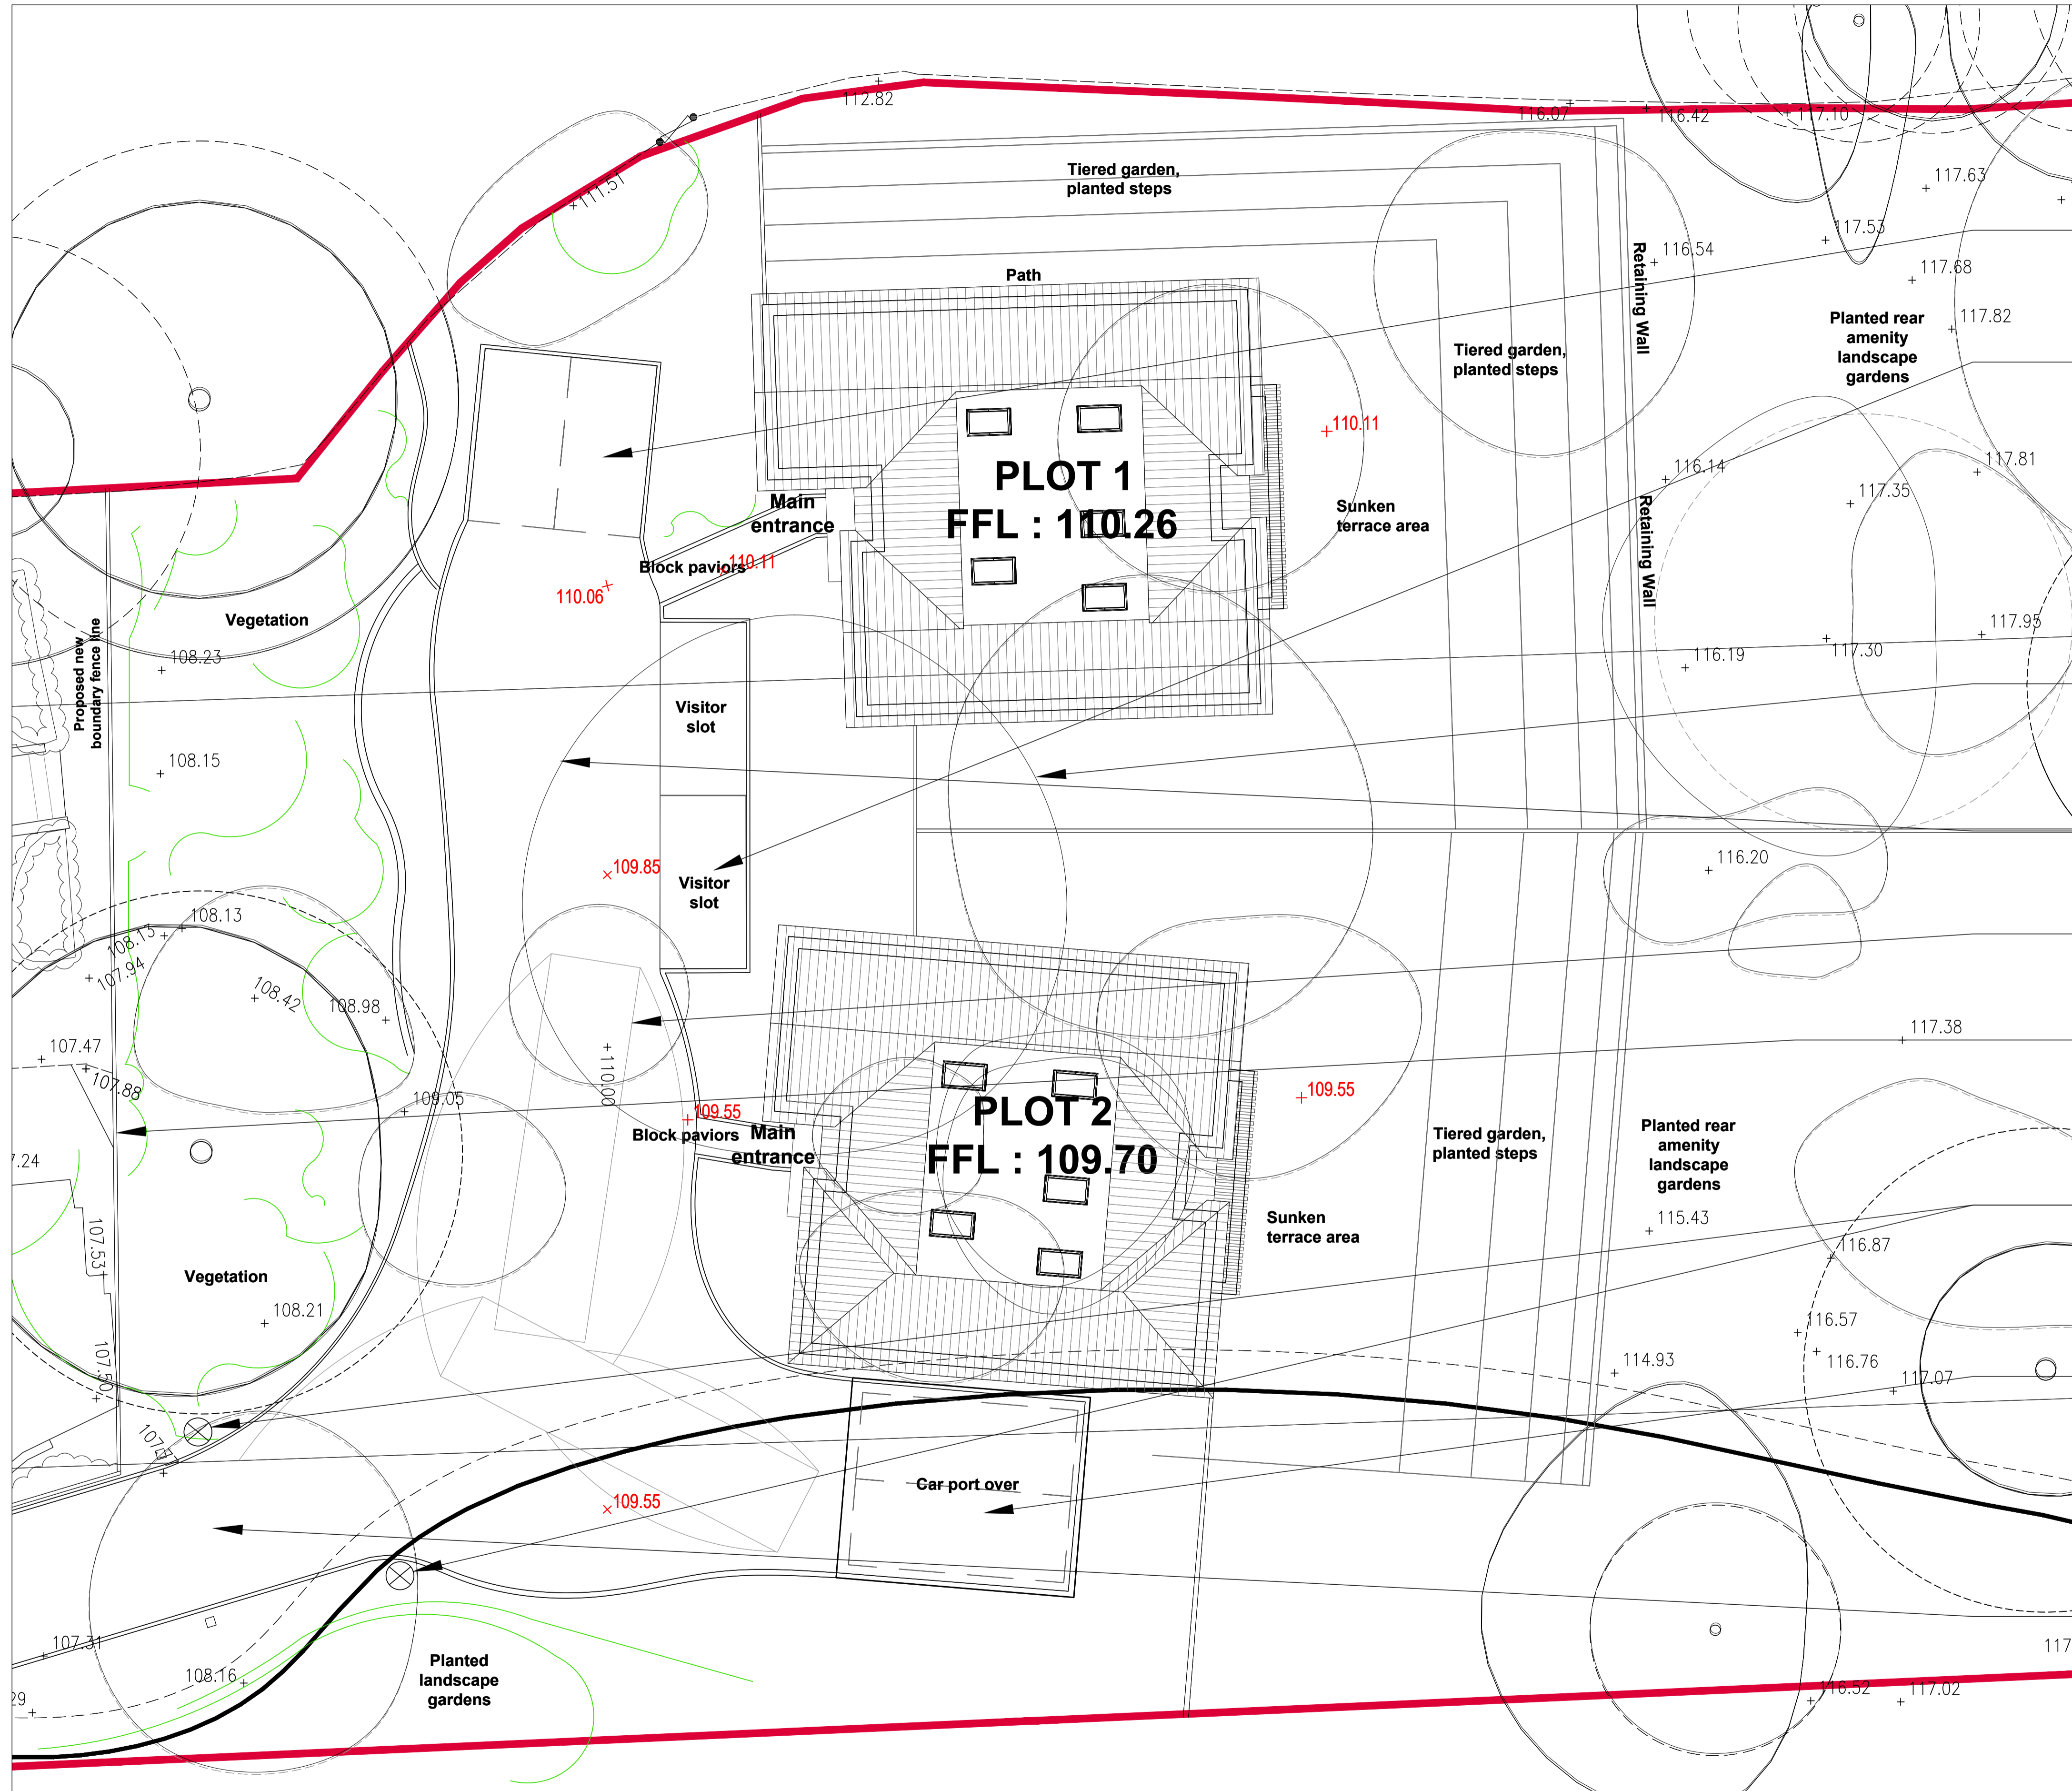 112.82
116.07
116.42
117.10
111.51
Tiered garden,
planted steps
117.63
117.53
116.54
117.68
Retaining Wall
Path
117.82
Planted rear
amenity
landscape
gardens
Tiered garden,
planted steps
110.11
PLOT 1
FFL : 110.26
116.14
117.81
117.35
Main
entrance
Sunken
terrace area
Retaining Wall
Block paviors
110.11
110.06
Vegetation
Proposed new
boundary fence line
108.23
117.95
117.30
116.19
Visitor
slot
108.15
109.85
Visitor
slot
116.20
108.13
108.15
107.94
108.42
108.98
110.00
117.38
107.47
107.88
109.05
109.55
109.55
Block paviors
Main
entrance
PLOT 2
FFL : 109.70
Tiered garden,
planted steps
Planted rear
amenity
landscape
gardens
7.24
107.53
Sunken
terrace area
115.43
116.87
Vegetation
108.21
116.57
116.76
107.50
114.93
117.07
Car port over
109.55
107.31
108.16
Planted
landscape
gardens
117
29
116.52
117.02